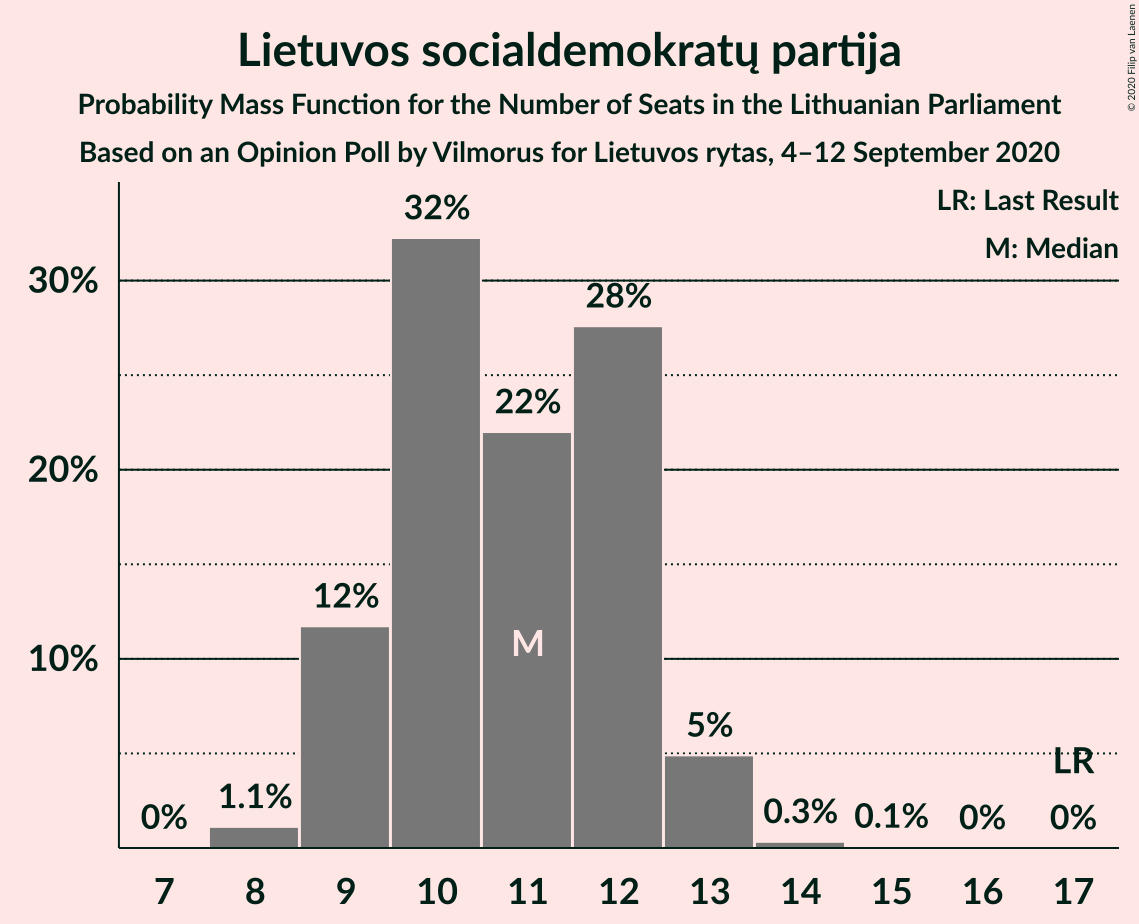 Lietuvos socialdemokratų partija
Probability Mass Function for the Number of Seats in the Lithuanian Parliament
Based on an Opinion Poll by Vilmorus for Lietuvos rytas, 4–12 September 2020
© 2020 Filip van Laenen
LR: Last Result
M: Median
30%
20%
10%
0%
1.1%
12%
32%
22%
28%
5%
0.3%
0.1%
0%
0%
M
LR
7 8 9 10 11 12 13 14 15 16 17